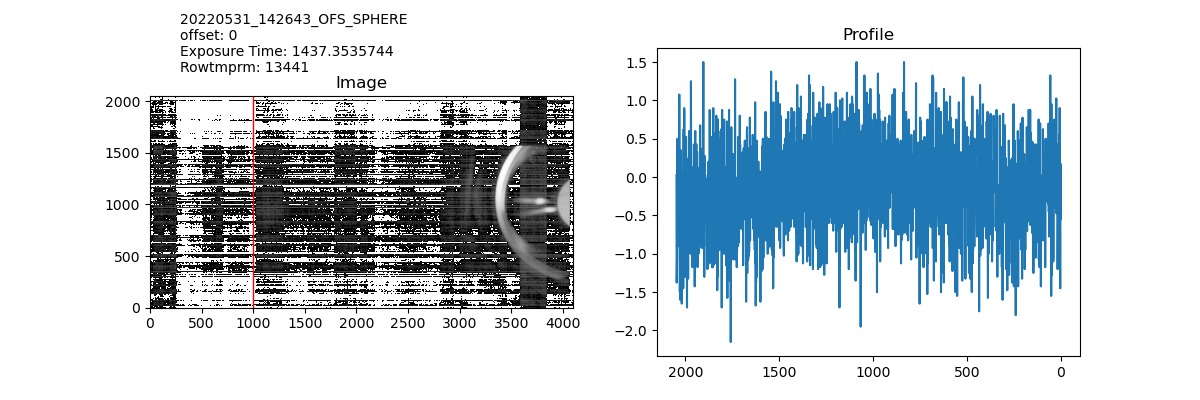 20220531_142643_OFS_SPHERE
offset: 0
Exposure Time: 1437.3535744
Rowtmprm: 13441
Image
2000
1500
1000
500
0
0 500 1000 1500 2000 2500 3000 3500 4000
Profile
1.5
1.0
0.5
0.0
−0.5
−1.0
−1.5
−2.0
2000 1500 1000 500 0